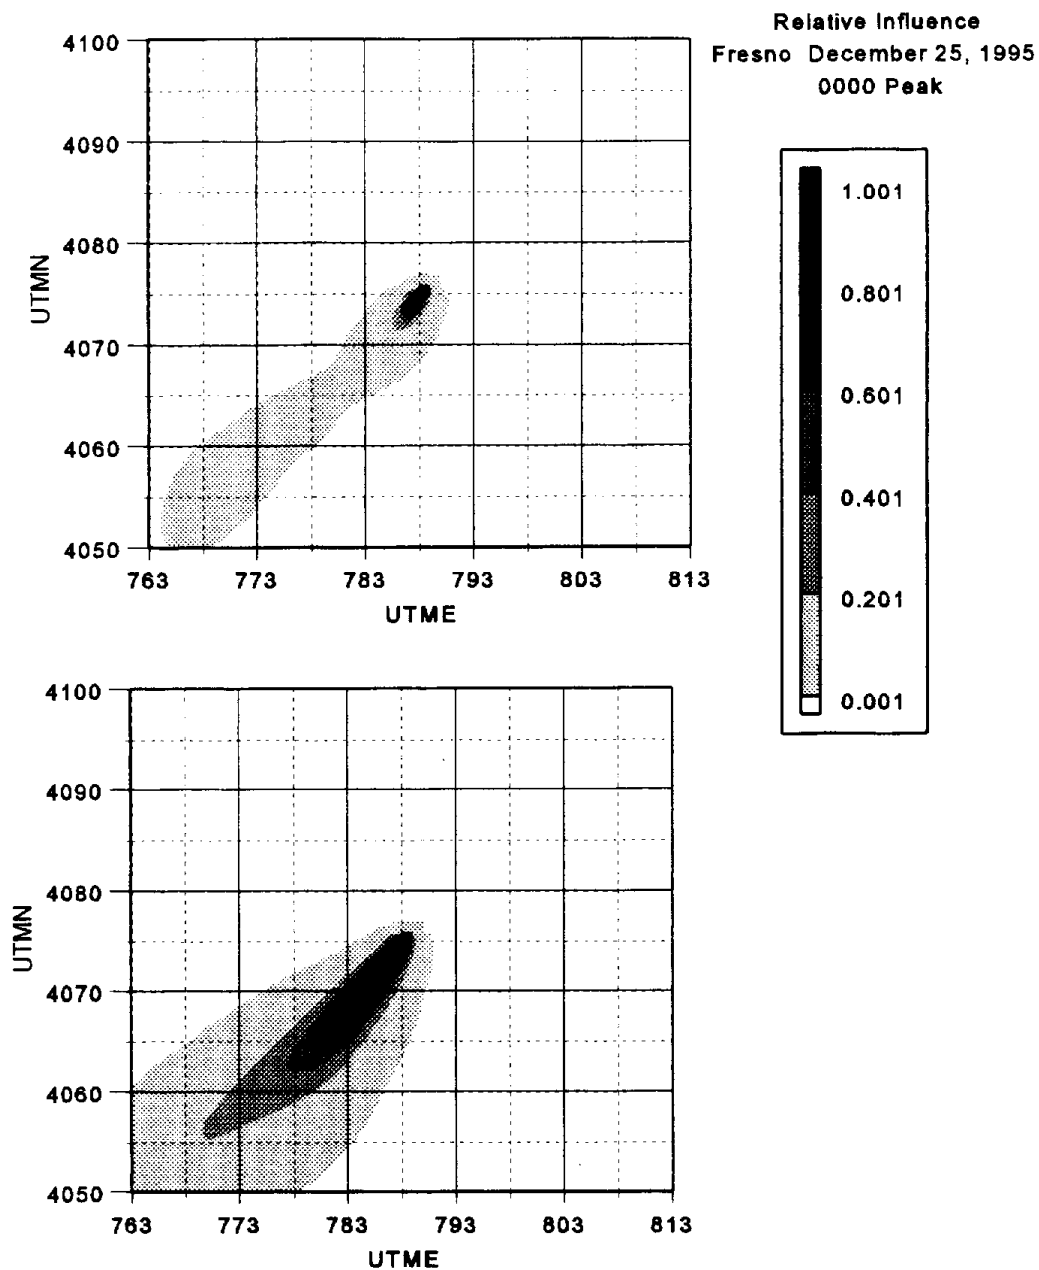 Relative Influence
Fresno December 25, 1995
0000 Peak
4100
4090
4080
4070
4060
4050
UTMN
763 773 783 793 803 813
UTME
1.001
0.801
0.601
0.401
0.201
0.001
4100
4090
4080
4070
4060
4050
UTMN
763 773 783 793 803 813
UTME